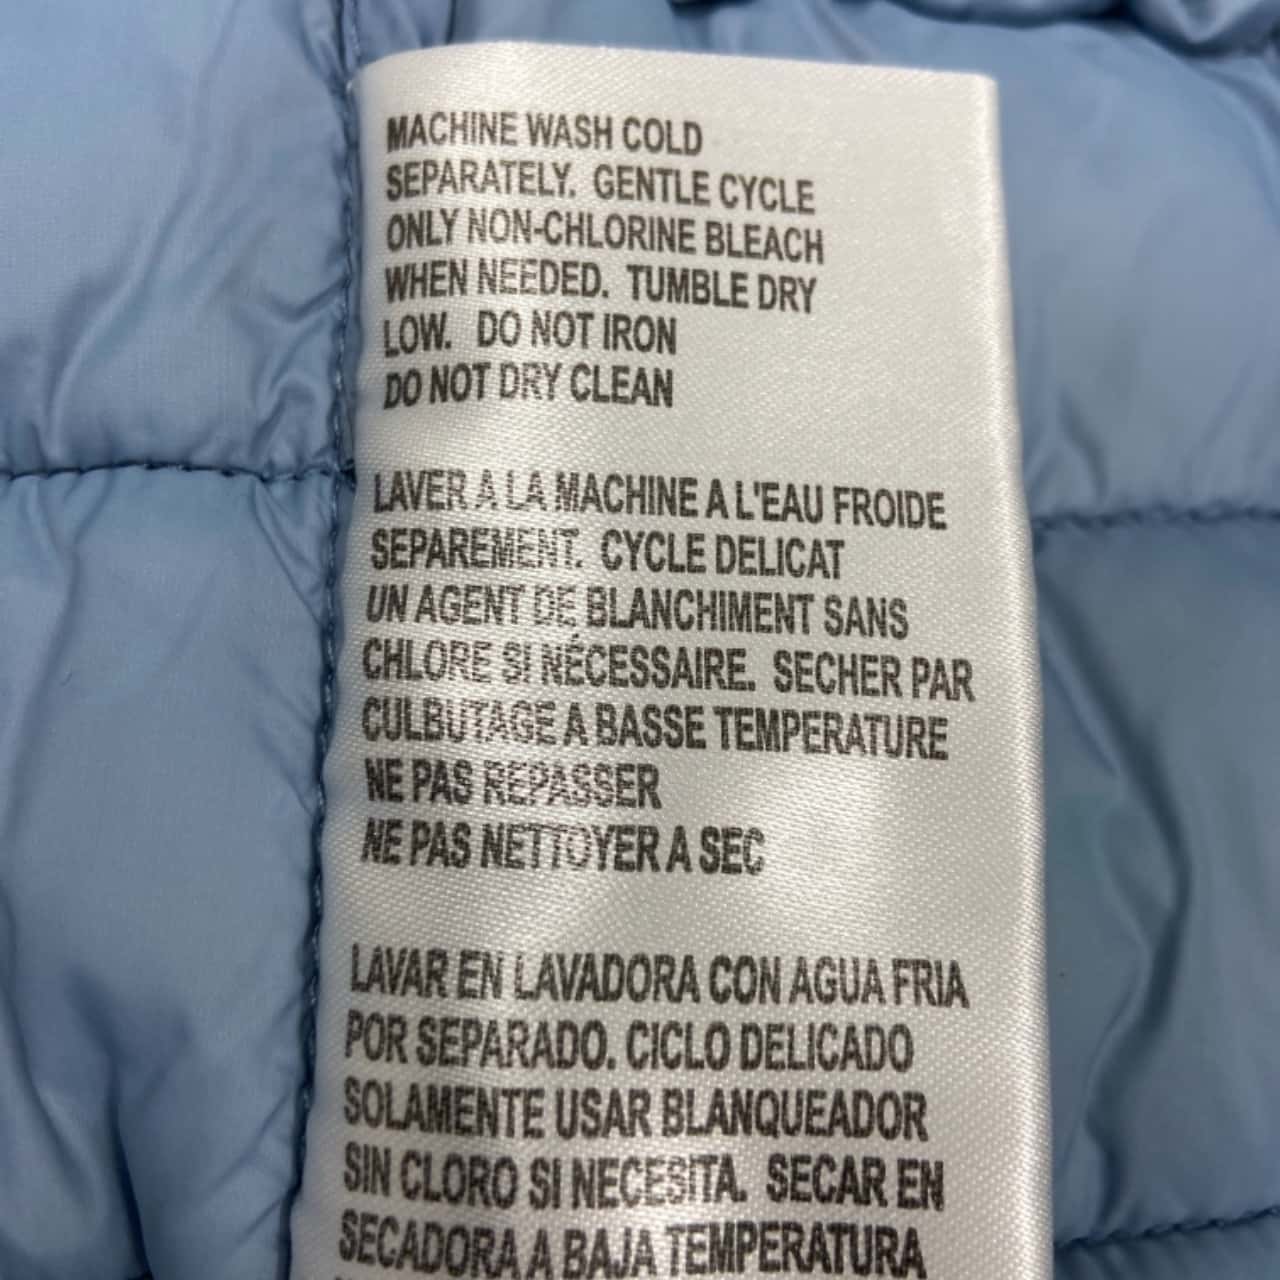 MACHINE WASH COLD
SEPARATELY. GENTLE CYCLE
ONLY NON-CHLORINE BLEACH
WHEN NEEDED. TUMBLE DRY
LOW. DO NOT IRON
DO NOT DRY CLEAN
LAVER A LA MACHINE A L'EAU FROIDE
SEPAREMENT. CYCLE DELICAT
UN AGENT DE BLANCHIMENT SANS
CHLORE SI NÉCESSAIRE. SECHER PAR
CULBUTAGE A BASSE TEMPERATURE
NE PAS REPASSER
NE PAS NETTOYER A SEC
LAVAR EN LAVADORA CON AGUA FRIA
POR SEPARADO. CICLO DELICADO
SOLAMENTE USAR BLANQUEADOR
SIN CLORO SI NECESITA. SECAR EN
SECADORA A BAJA TEMPERATURA